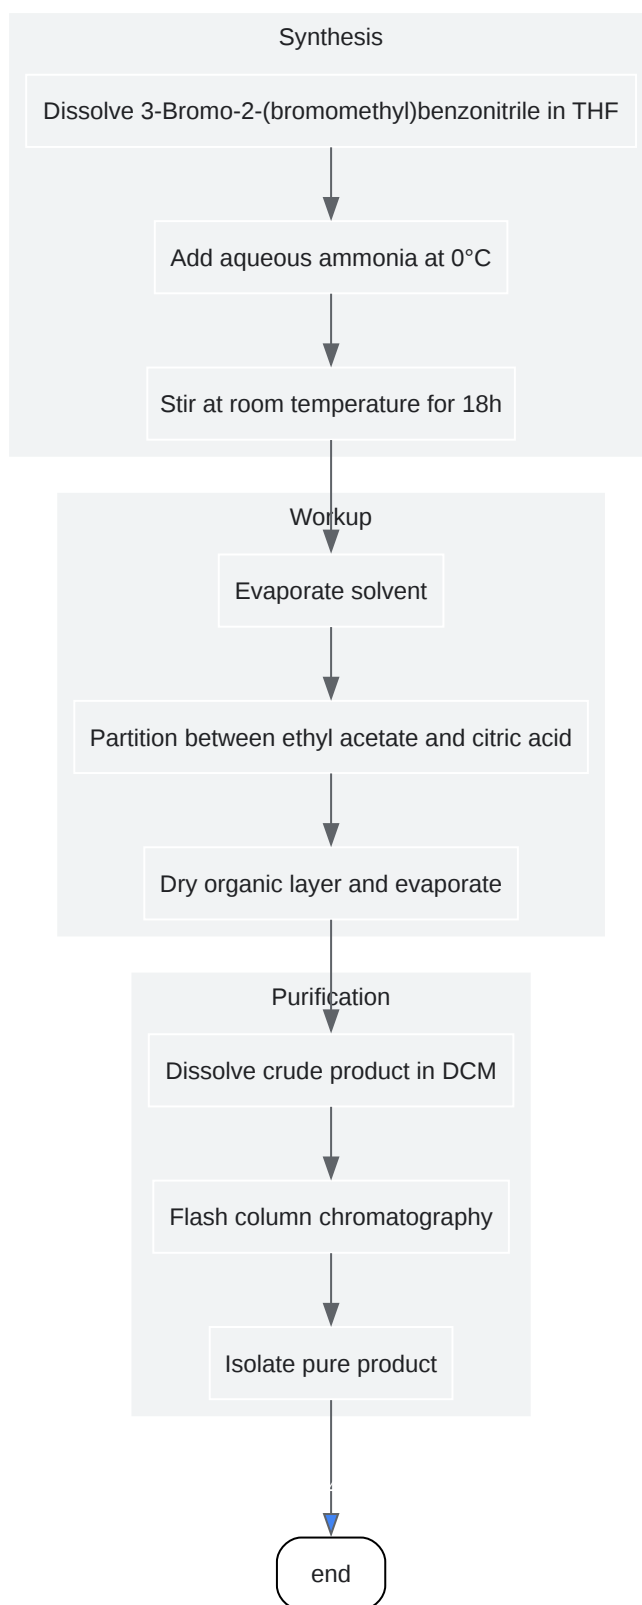 Synthesis
Dissolve 3-Bromo-2-(bromomethyl)benzonitrile in THF
Add aqueous ammonia at 0°C
Stir at room temperature for 18h
Workup
Evaporate solvent
Partition between ethyl acetate and citric acid
Dry organic layer and evaporate
Purification
Dissolve crude product in DCM
Flash column chromatography
Isolate pure product
end